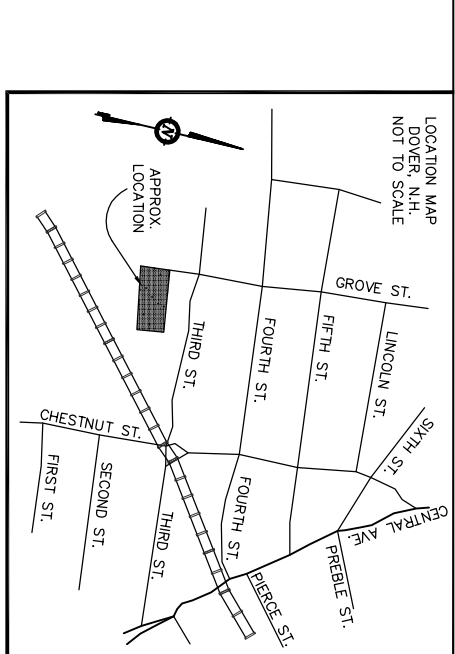 LOCATION MAP
DOVER, N.H.
NOT TO SCALE
N
APPROX.
LOCATION
GROVE ST.
LINCOLN ST.
SIXTH ST.
CENTRAL AVE.
FIFTH ST.
FOURTH ST.
THIRD ST.
PREBLE ST.
FOURTH ST.
PIERCE ST.
CHESTNUT ST.
THIRD ST.
SECOND ST.
FIRST ST.